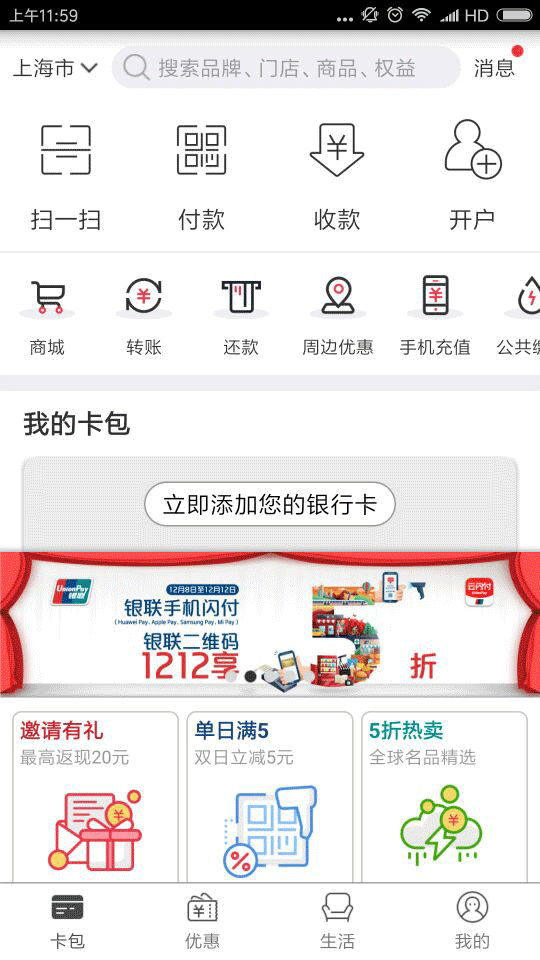 上午11:59
HD
上海市
搜索品牌、门店、商品、权益
消息
扫一扫
付款
收款
开户
商城
转账
还款
周边优惠
手机充值
公共
我的卡包
立即添加您的银行卡
UnionPay
银联
12月8日至12月12日
银联手机闪付
( Huawei Pay, Apple Pay, Samsung Pay, Mi Pay )
银联二维码
1212享
5
折
云闪付
UnionPay
邀请有礼
最高返现20元
单日满5
双日立减5元
5折热卖
全球名品精选
卡包
优惠
生活
我的